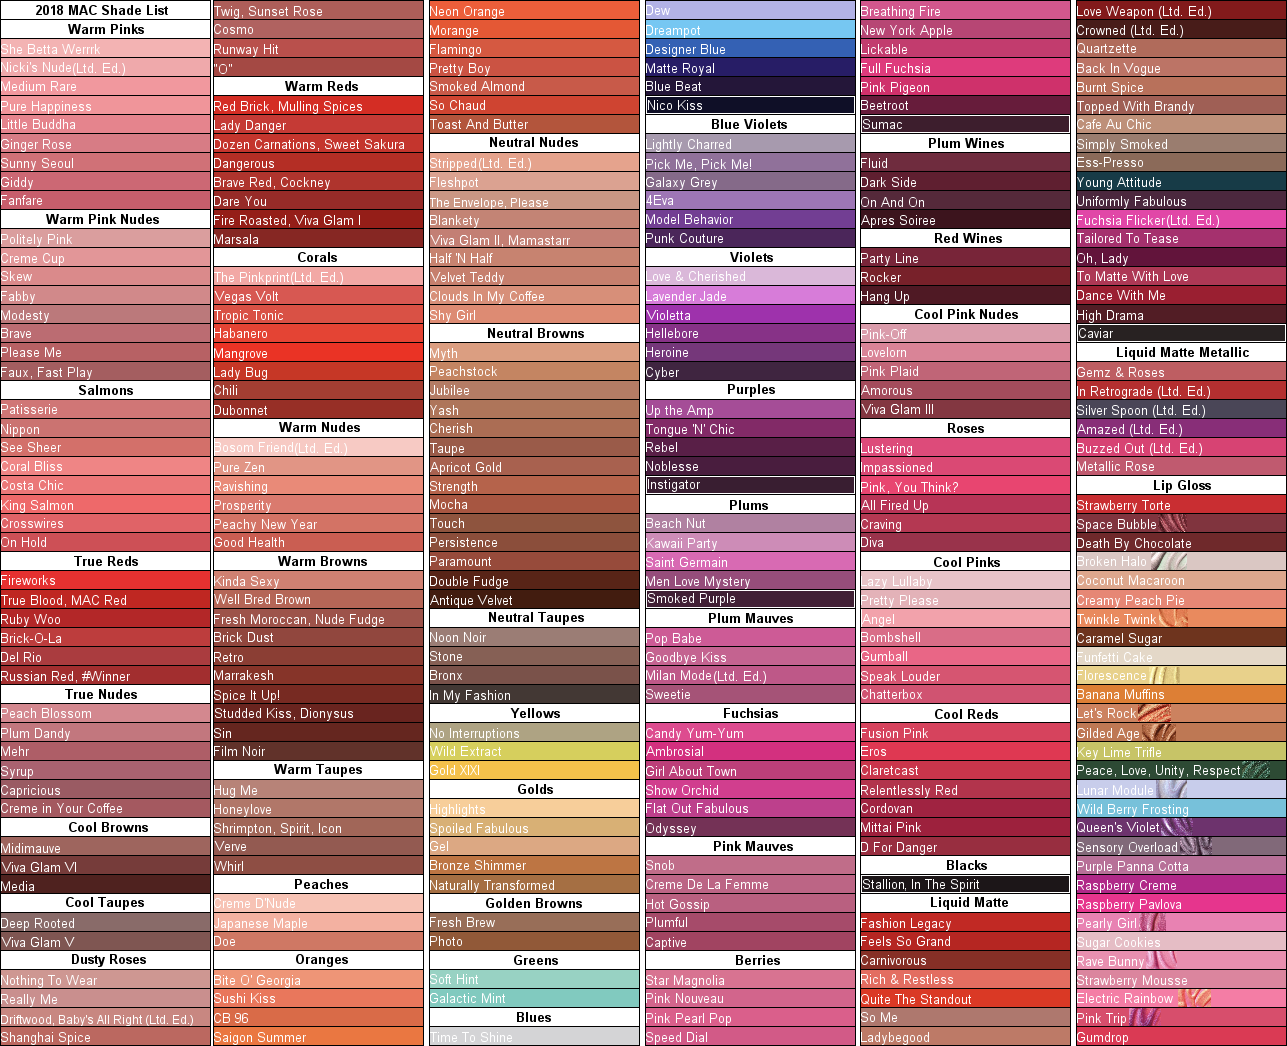 2018 MAC Shade List
Warm Pinks
She Betta Werrrk
Nicki's Nude(Ltd. Ed.)
Medium Rare
Pure Happiness
Little Buddha
Ginger Rose
Sunny Seoul
Giddy
Fanfare
Warm Pink Nudes
Politely Pink
Creme Cup
Skew
Fabby
Modesty
Brave
Please Me
Faux, Fast Play
Salmons
Patisserie
Nippon
See Sheer
Coral Bliss
Costa Chic
King Salmon
Crosswires
On Hold
True Reds
Fireworks
True Blood, MAC Red
Ruby Woo
Brick-O-La
Del Rio
Russian Red, #Winner
True Nudes
Peach Blossom
Plum Dandy
Mehr
Syrup
Capricious
Creme in Your Coffee
Cool Browns
Midimauve
Viva Glam VI
Media
Cool Taupes
Deep Rooted
Viva Glam V
Dusty Roses
Nothing To Wear
Really Me
Driftwood, Baby's All Right (Ltd. Ed.)
Shanghai Spice
Twig, Sunset Rose
Cosmo
Runway Hit
"O"
Warm Reds
Red Brick, Mulling Spices
Lady Danger
Dozen Carnations, Sweet Sakura
Dangerous
Brave Red, Cockney
Dare You
Fire Roasted, Viva Glam I
Marsala
Corals
The Pinkprint(Ltd. Ed.)
Vegas Volt
Tropic Tonic
Habanero
Mangrove
Lady Bug
Chili
Dubonnet
Warm Nudes
Bosom Friend(Ltd. Ed.)
Pure Zen
Ravishing
Prosperity
Peachy New Year
Good Health
Warm Browns
Kinda Sexy
Well Bred Brown
Fresh Moroccan, Nude Fudge
Brick Dust
Retro
Marrakesh
Spice It Up!
Studded Kiss, Dionysus
Sin
Film Noir
Warm Taupes
Hug Me
Honeylove
Shrimpton, Spirit, Icon
Verve
Whirl
Peaches
Creme D'Nude
Japanese Maple
Doe
Oranges
Bite O' Georgia
Sushi Kiss
CB 96
Saigon Summer
Neon Orange
Morange
Flamingo
Pretty Boy
Smoked Almond
So Chaud
Toast And Butter
Neutral Nudes
Stripped(Ltd. Ed.)
Fleshpot
The Envelope, Please
Blankety
Viva Glam II, Mamastarr
Half 'N Half
Velvet Teddy
Clouds In My Coffee
Shy Girl
Neutral Browns
Myth
Peachstock
Jubilee
Yash
Cherish
Taupe
Apricot Gold
Strength
Mocha
Touch
Persistence
Paramount
Double Fudge
Antique Velvet
Neutral Taupes
Noon Noir
Stone
Bronx
In My Fashion
Yellows
No Interruptions
Wild Extract
Gold XIXI
Golds
Highlights
Spoiled Fabulous
Gel
Bronze Shimmer
Naturally Transformed
Golden Browns
Fresh Brew
Photo
Greens
Soft Hint
Galactic Mint
Blues
Time To Shine
Dew
Dreampot
Designer Blue
Matte Royal
Blue Beat
Nico Kiss
Blue Violets
Lightly Charred
Pick Me, Pick Me!
Galaxy Grey
4Eva
Model Behavior
Punk Couture
Violets
Love & Cherished
Lavender Jade
Violetta
Hellebore
Heroine
Cyber
Purples
Up the Amp
Tongue 'N' Chic
Rebel
Noblesse
Instigator
Plums
Beach Nut
Kawaii Party
Saint Germain
Men Love Mystery
Smoked Purple
Plum Mauves
Pop Babe
Goodbye Kiss
Milan Mode(Ltd. Ed.)
Sweetie
Fuchsias
Candy Yum-Yum
Ambrosial
Girl About Town
Show Orchid
Flat Out Fabulous
Odyssey
Pink Mauves
Snob
Creme De La Femme
Hot Gossip
Plumful
Captive
Berries
Star Magnolia
Pink Nouveau
Pink Pearl Pop
Speed Dial
Breathing Fire
New York Apple
Lickable
Full Fuchsia
Pink Pigeon
Beetroot
Sumac
Plum Wines
Fluid
Dark Side
On And On
Apres Soiree
Red Wines
Party Line
Rocker
Hang Up
Cool Pink Nudes
Pink-Off
Lovelorn
Pink Plaid
Amorous
Viva Glam III
Roses
Lustering
Impassioned
Pink, You Think?
All Fired Up
Craving
Diva
Cool Pinks
Lazy Lullaby
Pretty Please
Angel
Bombshell
Gumball
Speak Louder
Chatterbox
Cool Reds
Fusion Pink
Eros
Claretcast
Relentlessly Red
Cordovan
Mittai Pink
D For Danger
Blacks
Stallion, In The Spirit
Liquid Matte
Fashion Legacy
Feels So Grand
Carnivorous
Rich & Restless
Quite The Standout
So Me
Ladybegood
Love Weapon (Ltd. Ed.)
Crowned (Ltd. Ed.)
Quartzette
Back In Vogue
Burnt Spice
Topped With Brandy
Cafe Au Chic
Simply Smoked
Ess-Presso
Young Attitude
Uniformly Fabulous
Fuchsia Flicker(Ltd. Ed.)
Tailored To Tease
Oh, Lady
To Matte With Love
Dance With Me
High Drama
Caviar
Liquid Matte Metallic
Gemz & Roses
In Retrograde (Ltd. Ed.)
Silver Spoon (Ltd. Ed.)
Amazed (Ltd. Ed.)
Buzzed Out (Ltd. Ed.)
Metallic Rose
Lip Gloss
Strawberry Torte
Space Bubble
Death By Chocolate
Broken Halo
Coconut Macaroon
Creamy Peach Pie
Twinkle Twink
Caramel Sugar
Funfetti Cake
Florescence
Banana Muffins
Let's Rock
Gilded Age
Key Lime Trifle
Peace, Love, Unity, Respect
Lunar Module
Wild Berry Frosting
Queen's Violet
Sensory Overload
Purple Panna Cotta
Raspberry Creme
Raspberry Pavlova
Pearly Girl
Sugar Cookies
Rave Bunny
Strawberry Mousse
Electric Rainbow
Pink Trip
Gumdrop